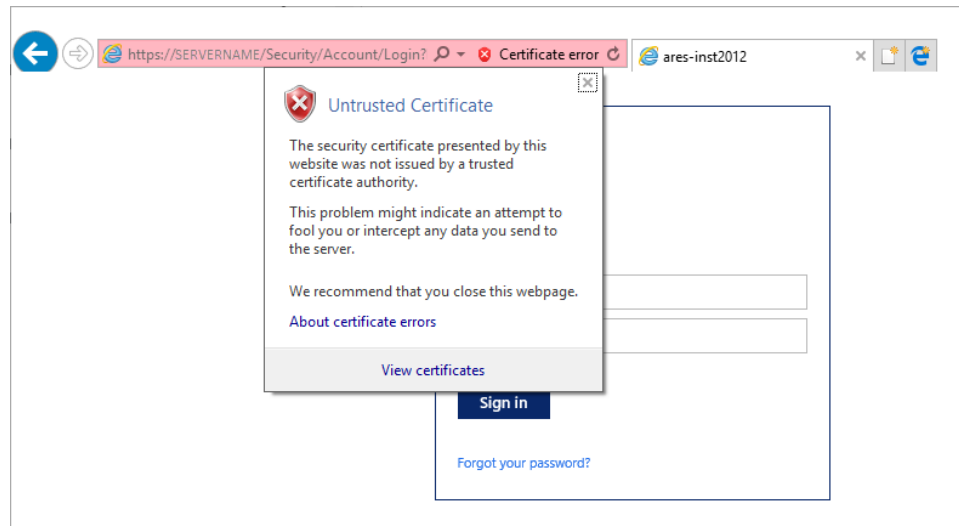 https://SERVERNAME/Security/Account/Login?
Certificate error
ares-inst2012
Untrusted Certificate
The security certificate presented by this
website was not issued by a trusted
certificate authority.
This problem might indicate an attempt to
fool you or intercept any data you send to
the server.
We recommend that you close this webpage.
About certificate errors
View certificates
Sign in
Forgot your password?